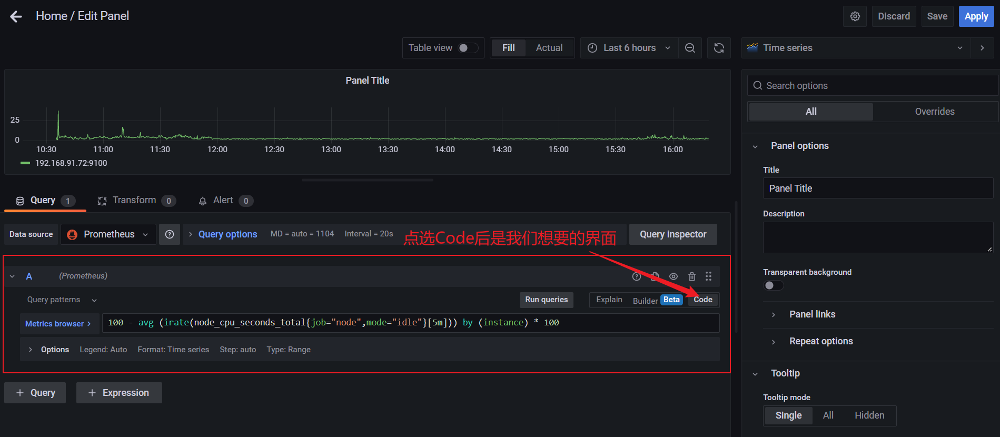 Home / Edit Panel
Discard
Save
Apply
Table view
Fill
Actual
Last 6 hours
Time series
Panel Title
25
0
10:30
11:00
11:30
12:00
12:30
13:00
13:30
14:00
14:30
15:00
15:30
16:00
192.168.91.72:9100
Search options
All
Overrides
Panel options
Title
Panel Title
Description
Transparent background
Panel links
Repeat options
Tooltip
Tooltip mode
Single
All
Hidden
Query 1
Transform 0
Alert 0
Data source
Prometheus
Query options
MD = auto = 1104
Interval = 20s
点选Code后是我们想要的界面
Query inspector
A
(Prometheus)
Query patterns
Run queries
Explain
Builder Beta
Code
Metrics browser >
100 - avg (irate(node_cpu_seconds_total{job="node",mode="idle"}[5m])) by (instance) * 100
Options
Legend: Auto
Format: Time series
Step: auto
Type: Range
+ Query
+ Expression